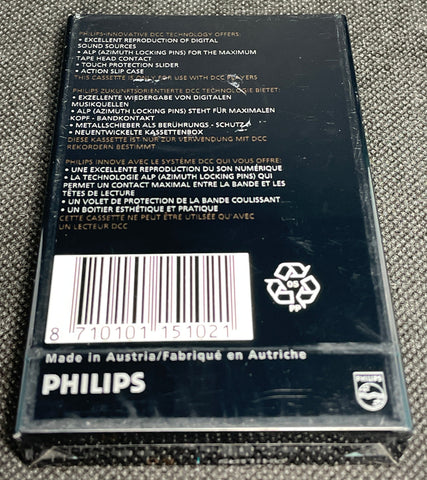 PHILIPS-INNOVATIVE DCC TECHNOLOGY OFFERS:
• EXCELLENT REPRODUCTION OF DIGITAL
SOUND SOURCES
• ALP (AZIMUTH LOCKING PINS) FOR THE MAXIMUM
TAPE HEAD CONTACT
• TOUCH PROTECTION SLIDER
• ACTION SLIP CASE
THIS CASSETTE IS ONLY FOR USE WITH DCC PLAYERS
PHILIPS ZUKUNFTSORIENTIERTE DCC TECHNOLOGIE BIETET:
• EXZELLENTE WIEDERGABE VON DIGITALEN
MUSIKQUELLEN
• ALP (AZIMUTH LOCKING PINS) STEHT FÜR MAXIMALEN
KOPF - BANDKONTAKT
• METALLSCHIEBER ALS BERÜHRUNGS - SCHUTZ
• NEUENTWICKELTE KASSETTENBOX
DIESE KASSETTE IST NUR ZUR VERWENDUNG MIT DCC
REKORDERN BESTIMMT
PHILIPS INNOVE AVEC LE SYSTÈME DCC QUI VOUS OFFRE:
• UNE EXCELLENTE REPRODUCTION DU SON NUMÉRIQUE
• LA TECHNOLOGIE ALP (AZIMUTH LOCKING PINS) QUI
PERMET UN CONTACT MAXIMAL ENTRE LA BANDE ET LES
TÊTES DE LECTURE
• UN VOLET DE PROTECTION DE LA BANDE COULISSANT
• UN BOITIER ESTHÉTIQUE ET PRATIQUE
CETTE CASSETTE NE PEUT ÊTRE UTILISÉE QU'AVEC
UN LECTEUR DCC
8 710101 151021
PP
Made in Austria/Fabriqué en Autriche
PHILIPS
PHILIPS